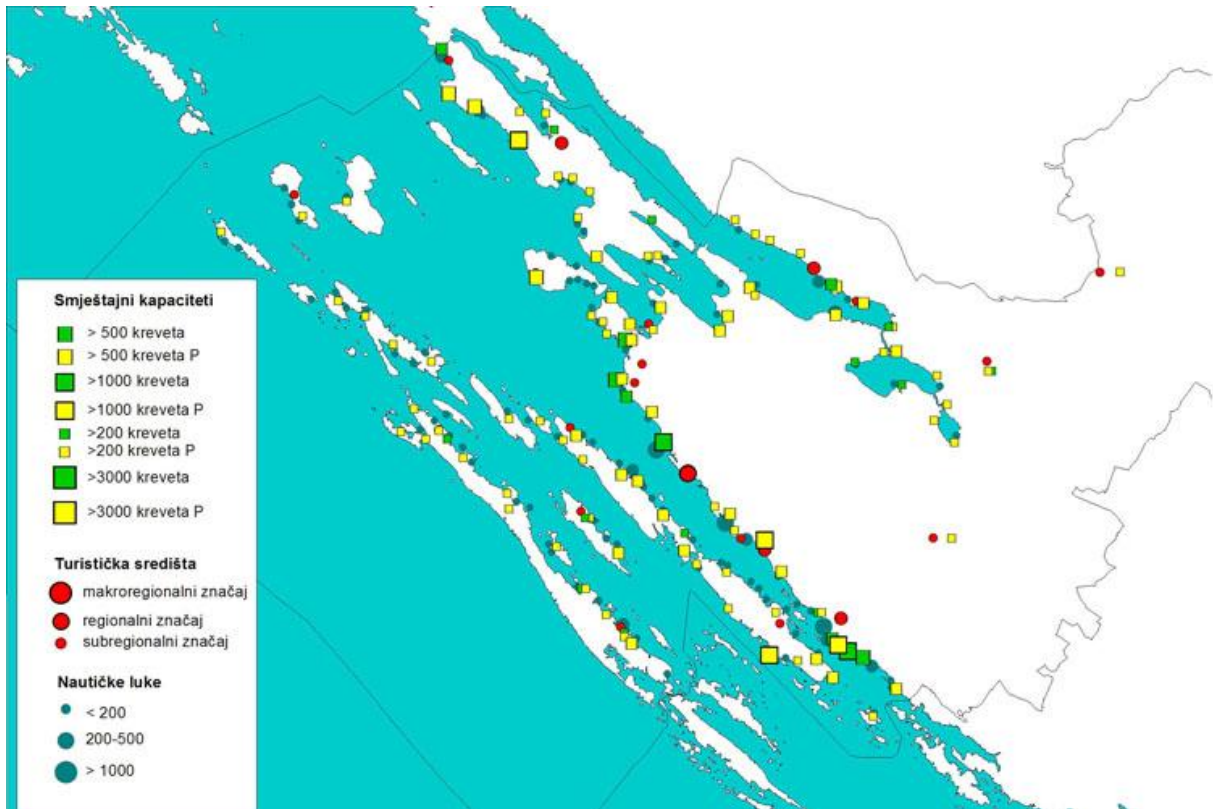 Smještajni kapaciteti
> 500 kreveta
> 500 kreveta P
>1000 kreveta
>1000 kreveta P
>200 kreveta
>200 kreveta P
>3000 kreveta
>3000 kreveta P
Turistička središta
makroregionalni značaj
regionalni značaj
subregionalni značaj
Nautičke luke
< 200
200-500
> 1000